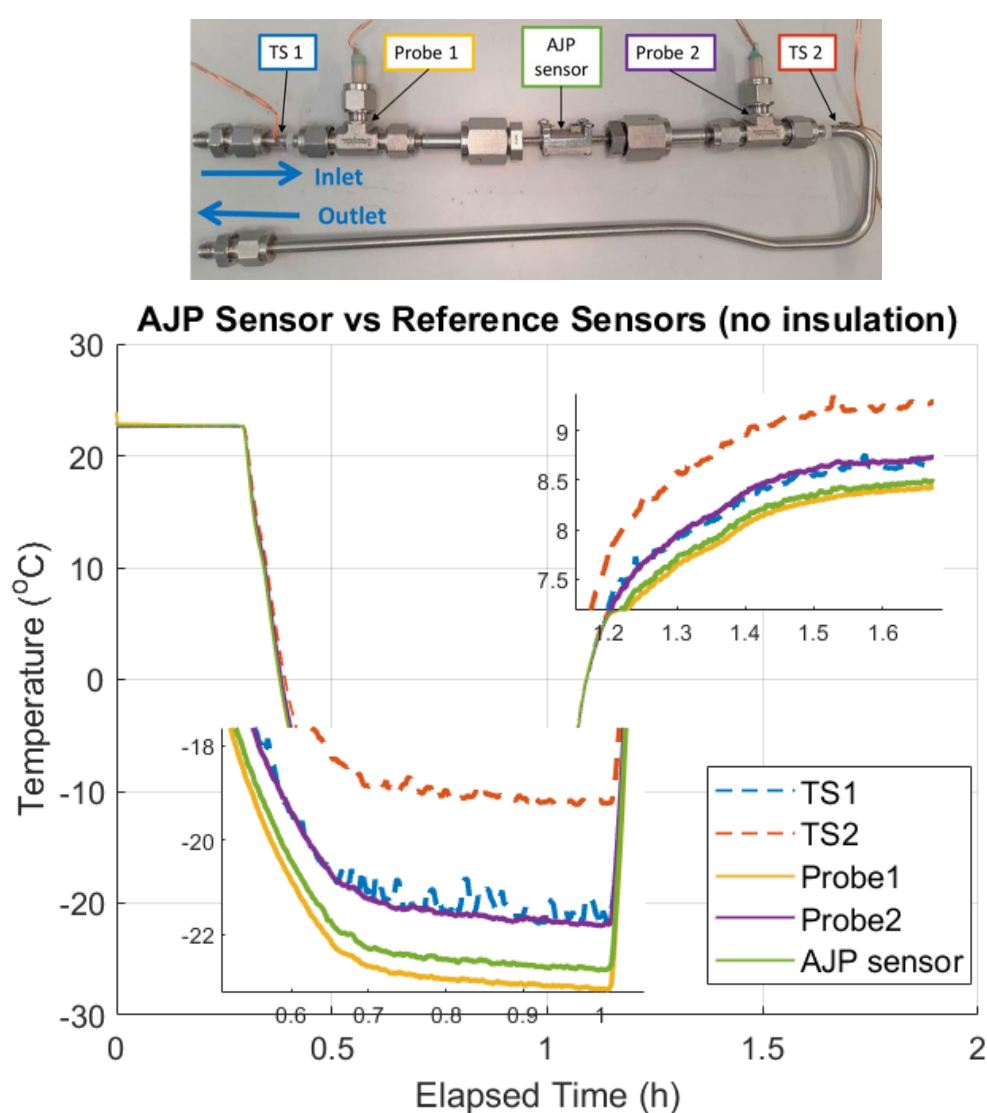 TS 1
Probe 1
AJP
sensor
Probe 2
TS 2
Inlet
Outlet
AJP Sensor vs Reference Sensors (no insulation)
30
20
10
0
-10
-20
-30
Temperature (°C)
9
8.5
8
7.5
1.2 1.3 1.4 1.5 1.6
-18
-20
-22
0.6 0.7 0.8 0.9 1
TS1
TS2
Probe1
Probe2
AJP sensor
0 0.5 1 1.5 2
Elapsed Time (h)